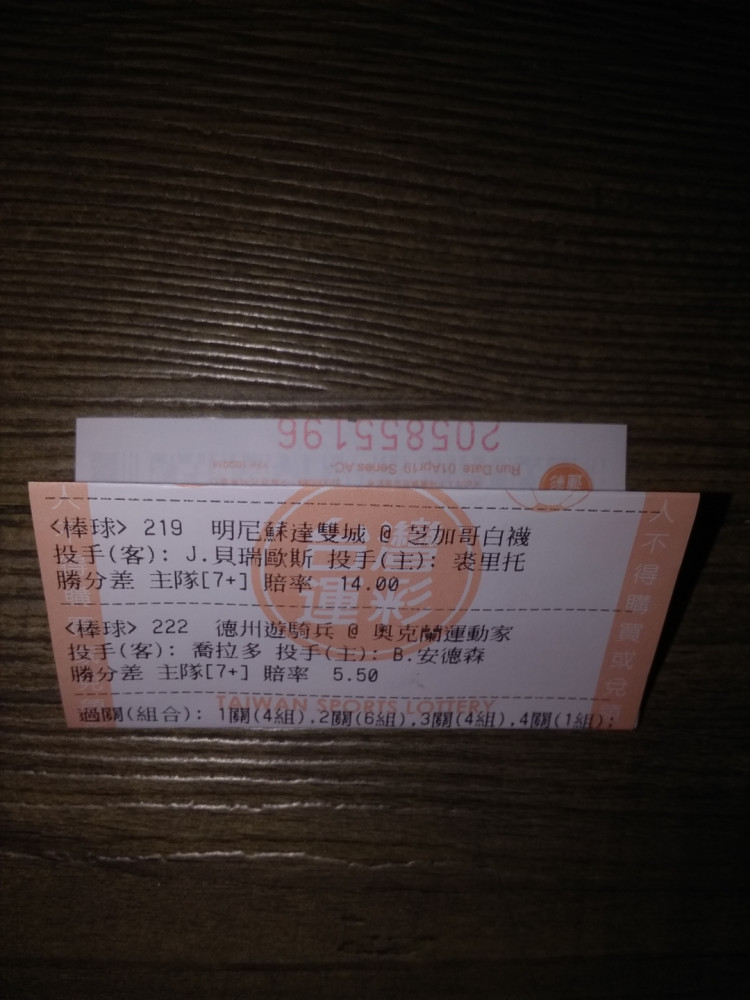 20585519６
Run Date 01Apr19 Series AC-
台灣運彩
<棒球> 219 明尼蘇達雙城 @ 芝加哥白襪
投手(客): J.貝瑞歐斯 投手(主): 裘里托
勝分差 主隊[7+] 賠率 14.00
<棒球> 222 德州遊騎兵 @ 奧克蘭運動家
投手(客): 喬拉多 投手(主): B.安德森
勝分差 主隊[7+] 賠率 5.50
TAIWAN SPORTS LOTTERY
過關(組合): 1關(4組),2關(6組),3關(4組),4關(1組);
人不得購買或兌